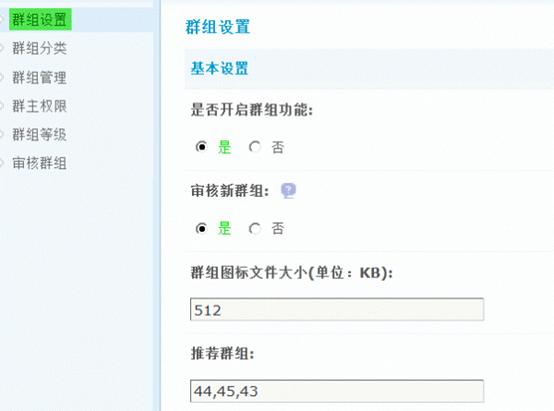 群组设置
群组分类
群组管理
群主权限
群组等级
审核群组
群组设置
基本设置
是否开启群组功能:
是 否
审核新群组: ?
是 否
群组图标文件大小(单位：KB):
512
推荐群组:
44,45,43